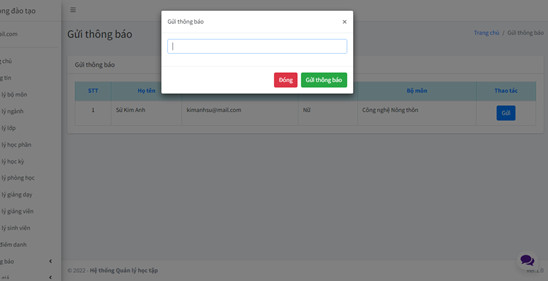 ng đào tạo
Gửi thông báo
×
Đóng
Gửi thông báo
il.com
Gửi thông báo
Trang chủ / Gửi thông báo
g chủ
g tin
lý bộ môn
lý ngành
lý lớp
lý học phần
lý học kỳ
lý phòng học
lý giảng dạy
lý giảng viên
lý sinh viên
điểm danh
g báo
Gửi thông báo
STT Họ tên Bộ môn Thao tác
1 Sử Kim Anh kimanhsu@mail.com Nữ Công nghệ Nông thôn Gửi
© 2022 - Hệ thống Quản lý học tập